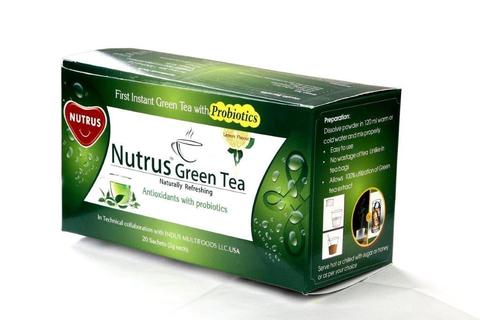 First Instant Green Tea with Probiotics
NUTRUS
Lemon Flavour
Nutrus Green Tea
Naturally Refreshing
Antioxidants with probiotics
In Technical collaboration with INDUS MULTIFOODS LLC. USA
20 Sachets (2g each)
Preparation:
Dissolve powder in 120 ml warm or
cold water and mix properly.
• Easy to use
• No wastage of tea Unlike in
tea bags
• Allows 100% utilization of Green
tea extract
Serve hot or chilled with sugar or honey
or as per your choice